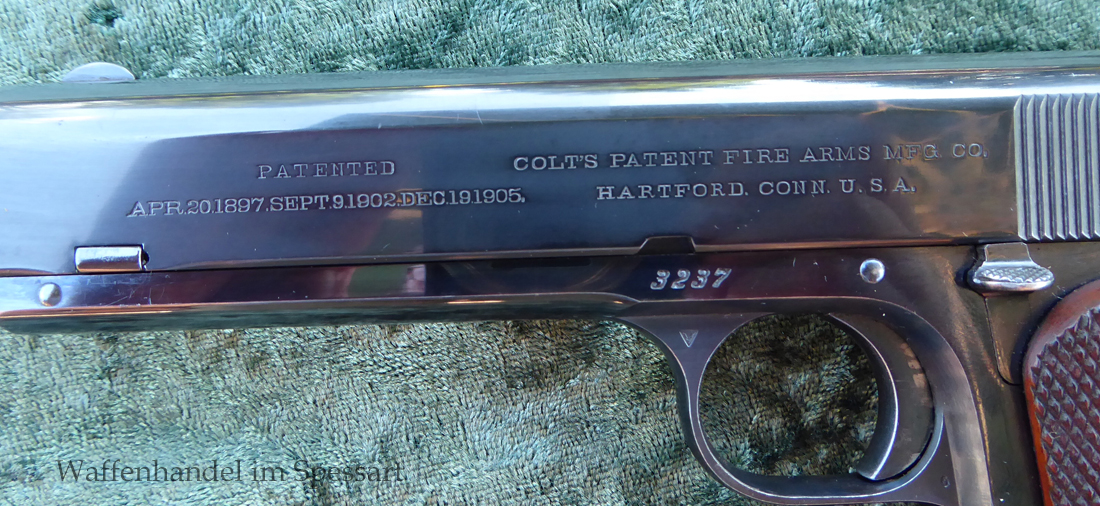 PATENTED
APR.20.1897.SEPT.9.1902.DEC.19.1905.
COLT'S PATENT FIRE ARMS MFG. CO.
HARTFORD. CONN. U. S. A.
3237
V
Waffenhandel im Spessart